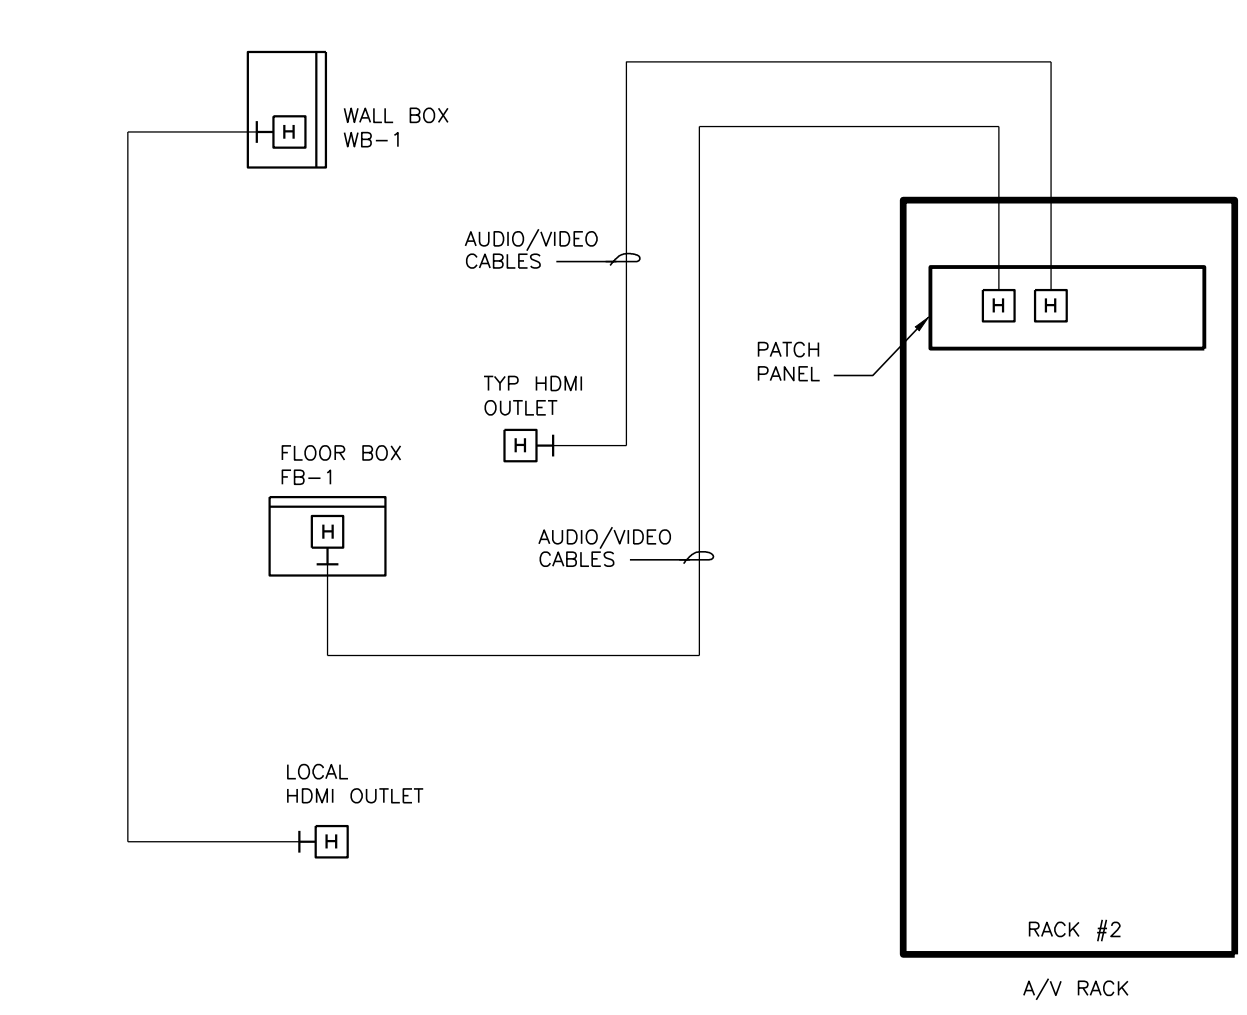 H
WALL BOX
WB-1
AUDIO/VIDEO
CABLES
H
H
PATCH
PANEL
TYP HDMI
OUTLET
H
FLOOR BOX
FB-1
H
AUDIO/VIDEO
CABLES
LOCAL
HDMI OUTLET
H
RACK #2
A/V RACK